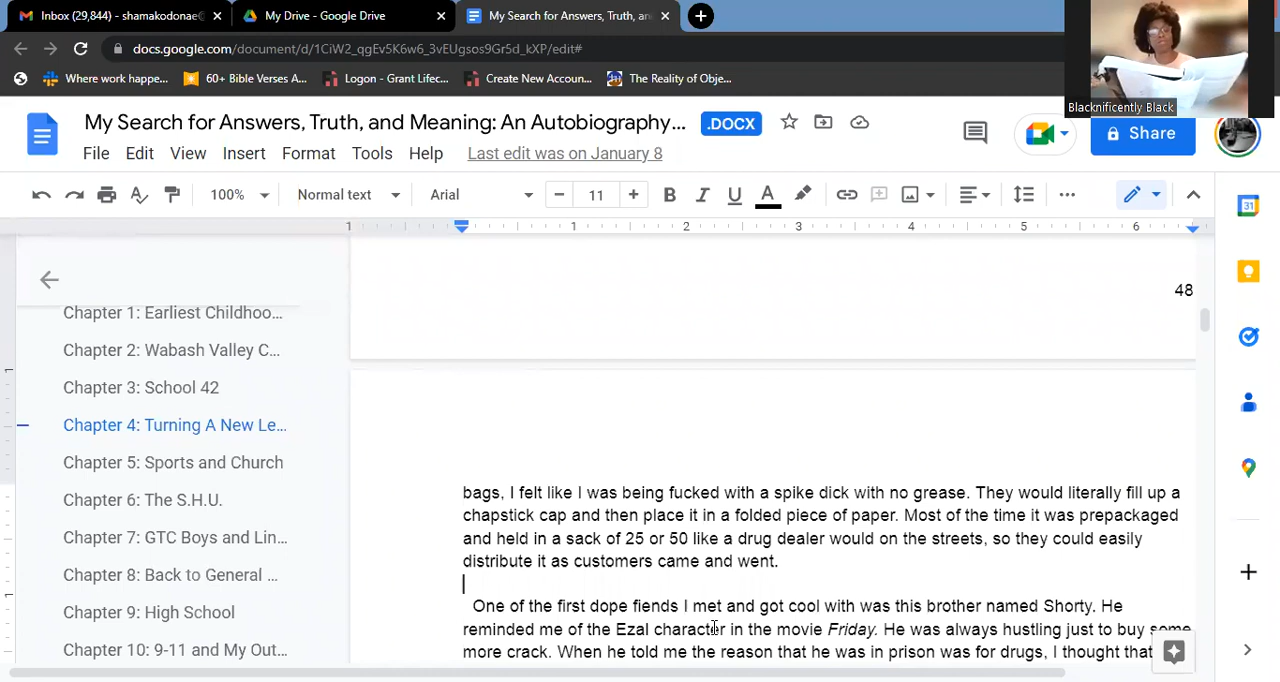 Inbox (29,844) - shamakodonae@
My Drive - Google Drive
My Search for Answers, Truth, an
docs.google.com/document/d/1CiW2_qgEv5K6w6_3vEUgsos9Gr5d_kXP/edit#
Where work happe...
60+ Bible Verses A...
Logon - Grant Lifec...
Create New Accoun...
The Reality of Obje...
Blacknificently Black
My Search for Answers, Truth, and Meaning: An Autobiography...
.DOCX
File Edit View Insert Format Tools Help Last edit was on January 8
Share
100% Normal text Arial 11 B I U A
1 1 2 3 4 5 6
31
48
Chapter 1: Earliest Childhoo...
Chapter 2: Wabash Valley C...
Chapter 3: School 42
Chapter 4: Turning A New Le...
Chapter 5: Sports and Church
Chapter 6: The S.H.U.
Chapter 7: GTC Boys and Lin...
Chapter 8: Back to General ...
Chapter 9: High School
Chapter 10: 9-11 and My Out...
bags, I felt like I was being fucked with a spike dick with no grease. They would literally fill up a
chapstick cap and then place it in a folded piece of paper. Most of the time it was prepackaged
and held in a sack of 25 or 50 like a drug dealer would on the streets, so they could easily
distribute it as customers came and went.
One of the first dope fiends I met and got cool with was this brother named Shorty. He
reminded me of the Ezal character in the movie Friday. He was always hustling just to buy some
more crack. When he told me the reason that he was in prison was for drugs, I thought that